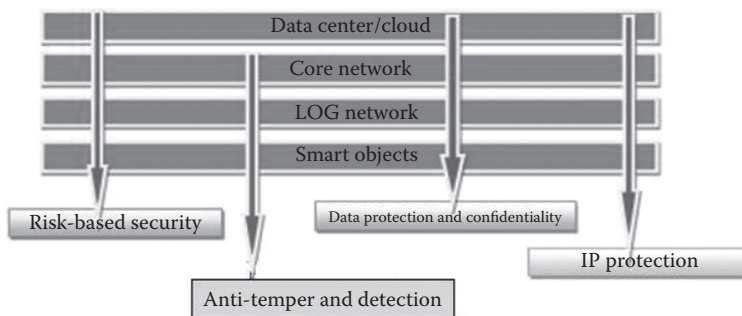 Data center/cloud
Core network
LOG network
Smart objects
Risk-based security
Data protection and confidentiality
IP protection
Anti-temper and detection